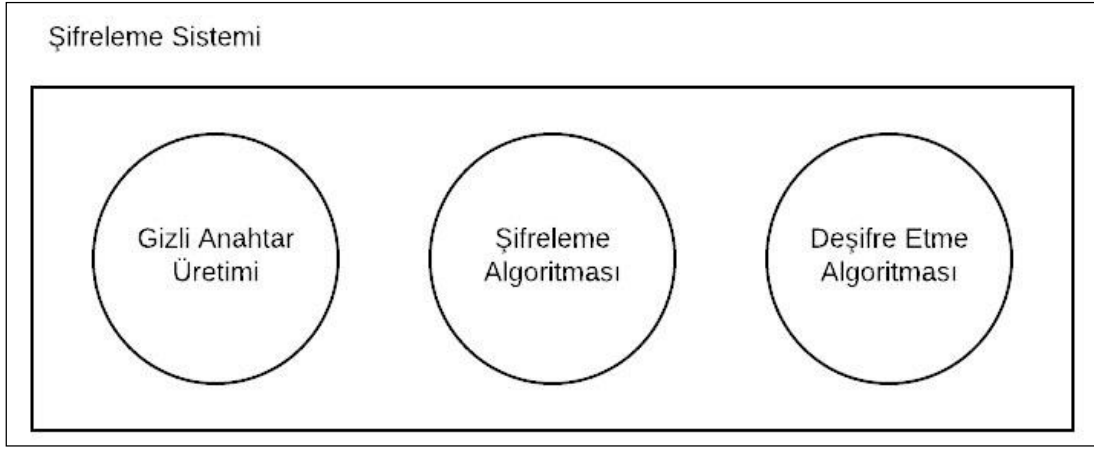 Şifreleme Sistemi
Gizli Anahtar
Üretimi
Şifreleme
Algoritması
Deşifre Etme
Algoritması